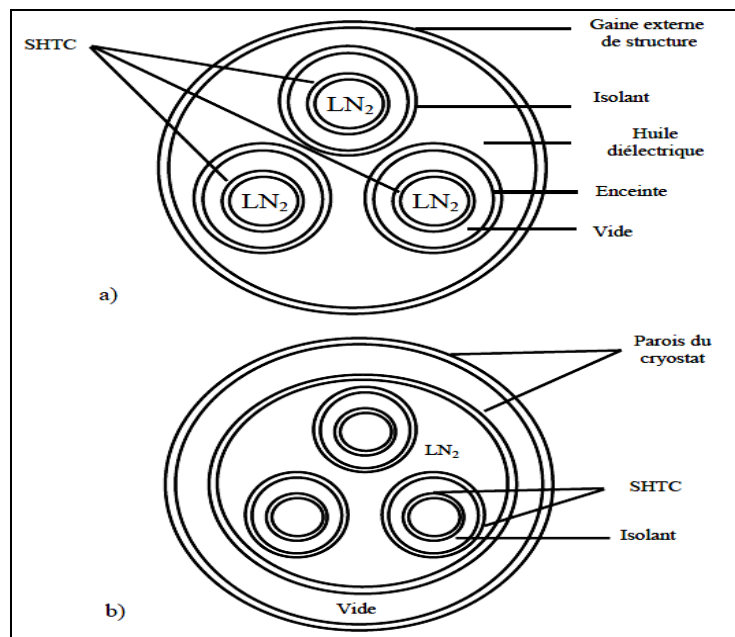 Gaine externe
de structure
SHTC
LN₂
Isolant
Huile
diélectrique
LN₂
LN₂
Enceinte
Vide
a)
Parois du
cryostat
LN₂
SHTC
Isolant
Vide
b)